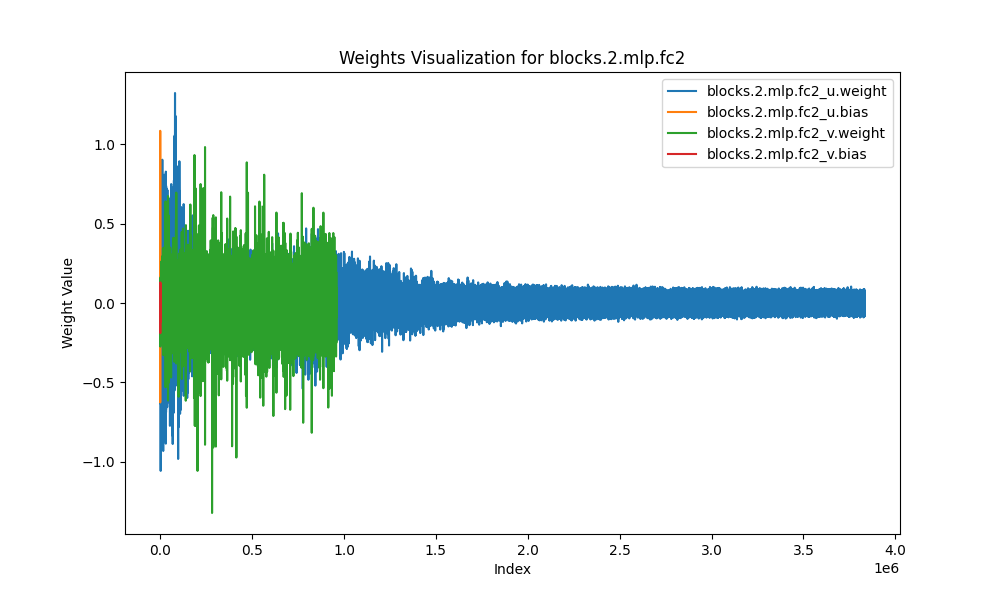 Weights Visualization for blocks.2.mlp.fc2
blocks.2.mlp.fc2_u.weight
blocks.2.mlp.fc2_u.bias
blocks.2.mlp.fc2_v.weight
blocks.2.mlp.fc2_v.bias
Weight Value
1.0
0.5
0.0
−0.5
−1.0
0.0 0.5 1.0 1.5 2.0 2.5 3.0 3.5 4.0
1e6
Index